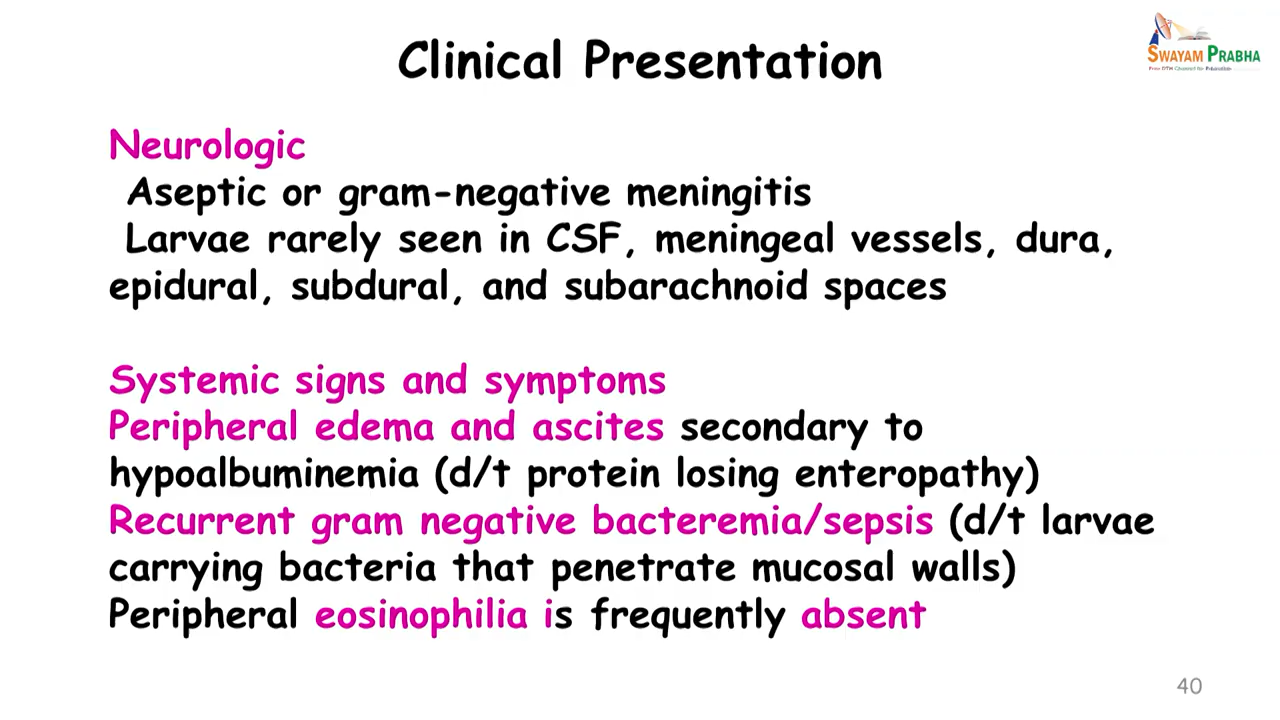 Clinical Presentation
SWAYAM PRABHA
Neurologic
Aseptic or gram-negative meningitis
Larvae rarely seen in CSF, meningeal vessels, dura,
epidural, subdural, and subarachnoid spaces
Systemic signs and symptoms
Peripheral edema and ascites secondary to
hypoalbuminemia (d/t protein losing enteropathy)
Recurrent gram negative bacteremia/sepsis (d/t larvae
carrying bacteria that penetrate mucosal walls)
Peripheral eosinophilia is frequently absent
40